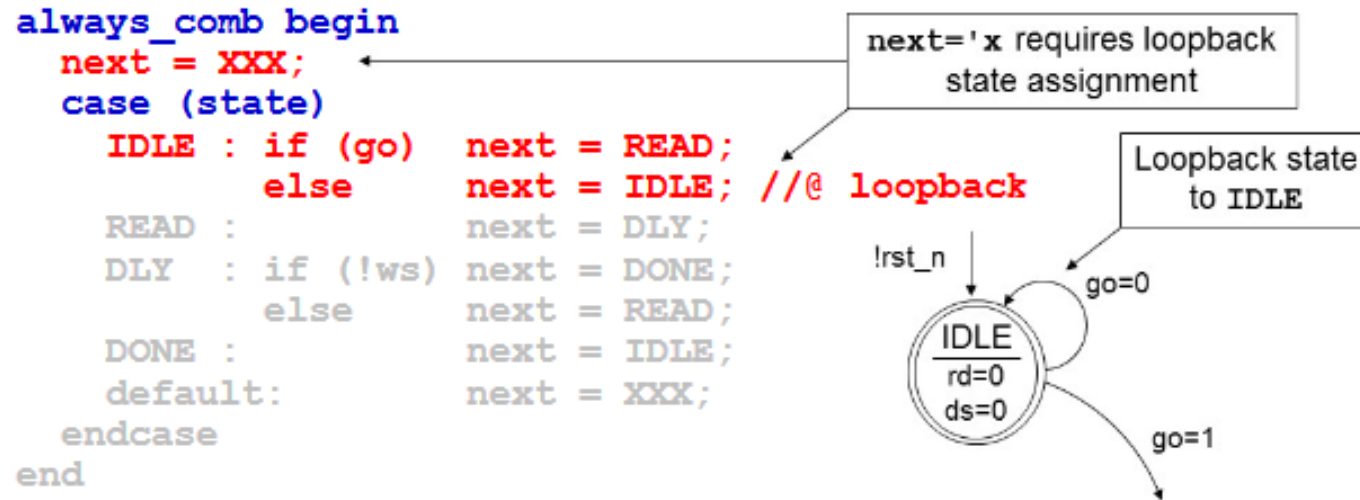 always_comb begin
next = XXX;
case (state)
IDLE : if (go) next = READ;
else next = IDLE; //@ loopback
READ : next = DLY;
DLY : if (!ws) next = DONE;
else next = READ;
DONE : next = IDLE;
default: next = XXX;
endcase
end
next='x requires loopback
state assignment
Loopback state
to IDLE
!rst_n
go=0
IDLE
rd=0
ds=0
go=1